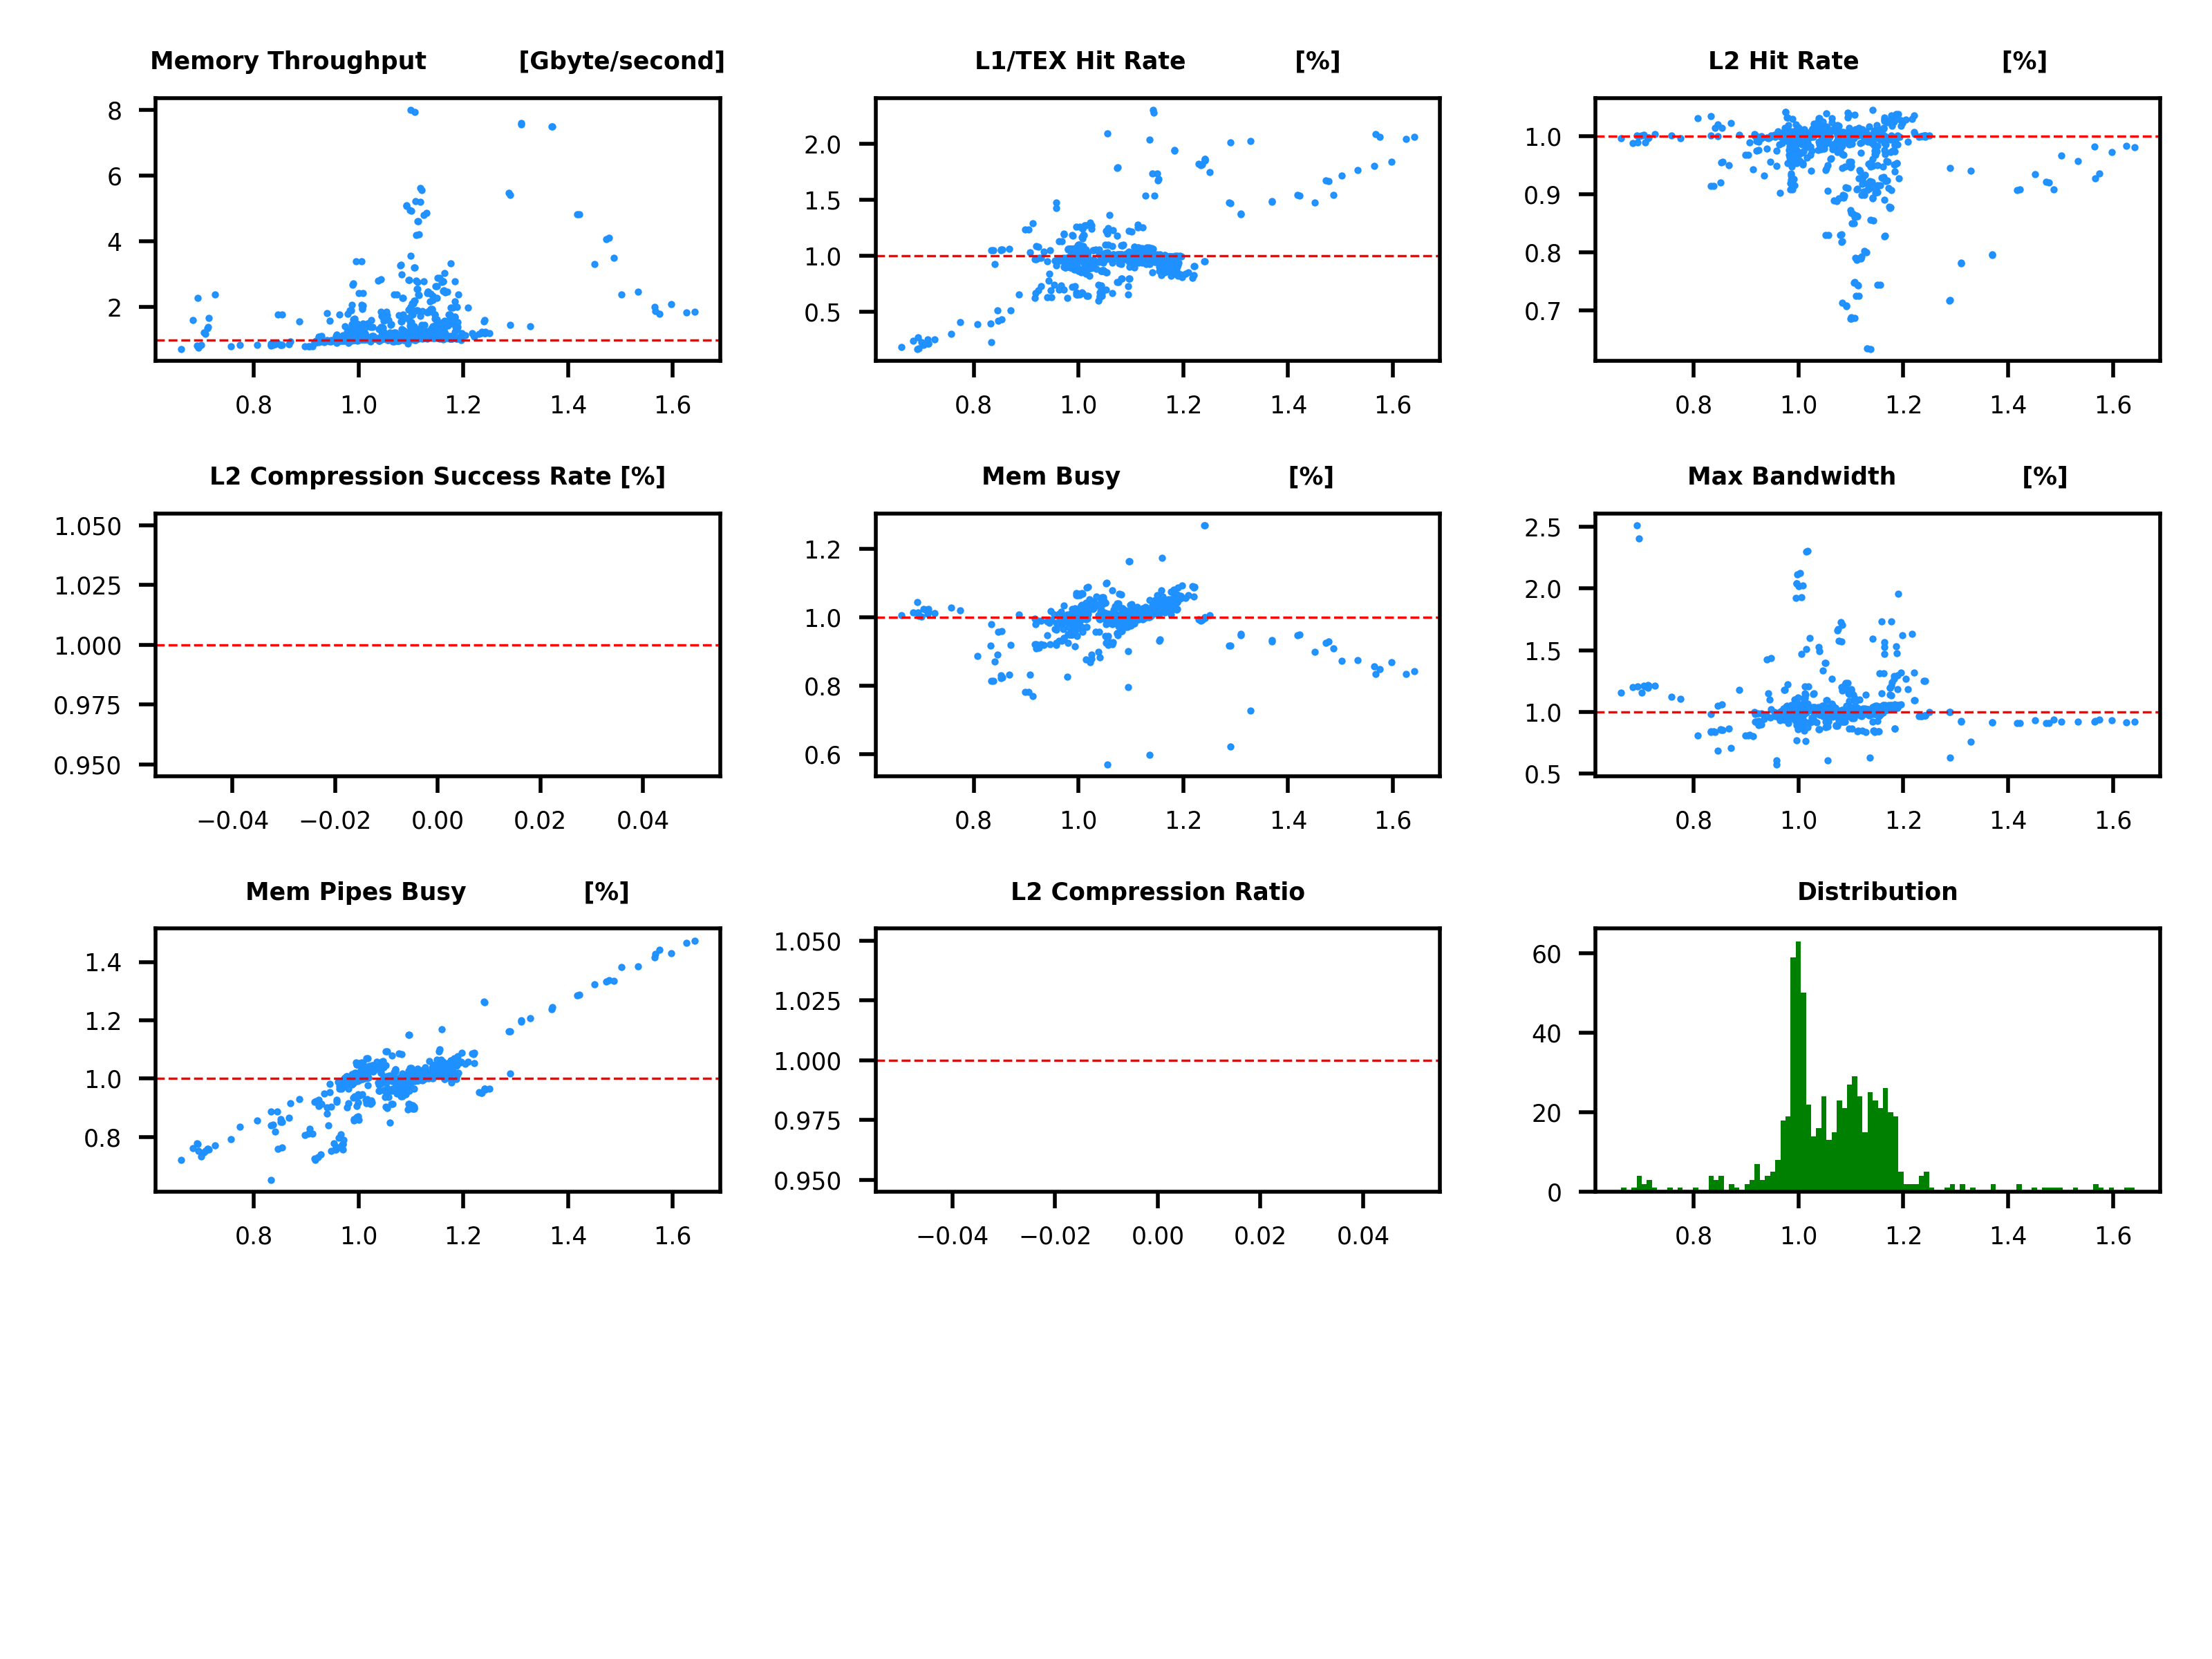 Memory Throughput [Gbyte/second]
8
6
4
2
0.8 1.0 1.2 1.4 1.6
L1/TEX Hit Rate [%]
2.0
1.5
1.0
0.5
0.8 1.0 1.2 1.4 1.6
L2 Hit Rate [%]
1.0
0.9
0.8
0.7
0.8 1.0 1.2 1.4 1.6
L2 Compression Success Rate [%]
1.050
1.025
1.000
0.975
0.950
−0.04 −0.02 0.00 0.02 0.04
Mem Busy [%]
1.2
1.0
0.8
0.6
0.8 1.0 1.2 1.4 1.6
Max Bandwidth [%]
2.5
2.0
1.5
1.0
0.5
0.8 1.0 1.2 1.4 1.6
Mem Pipes Busy [%]
1.4
1.2
1.0
0.8
0.8 1.0 1.2 1.4 1.6
L2 Compression Ratio
1.050
1.025
1.000
0.975
0.950
−0.04 −0.02 0.00 0.02 0.04
Distribution
60
40
20
0
0.8 1.0 1.2 1.4 1.6